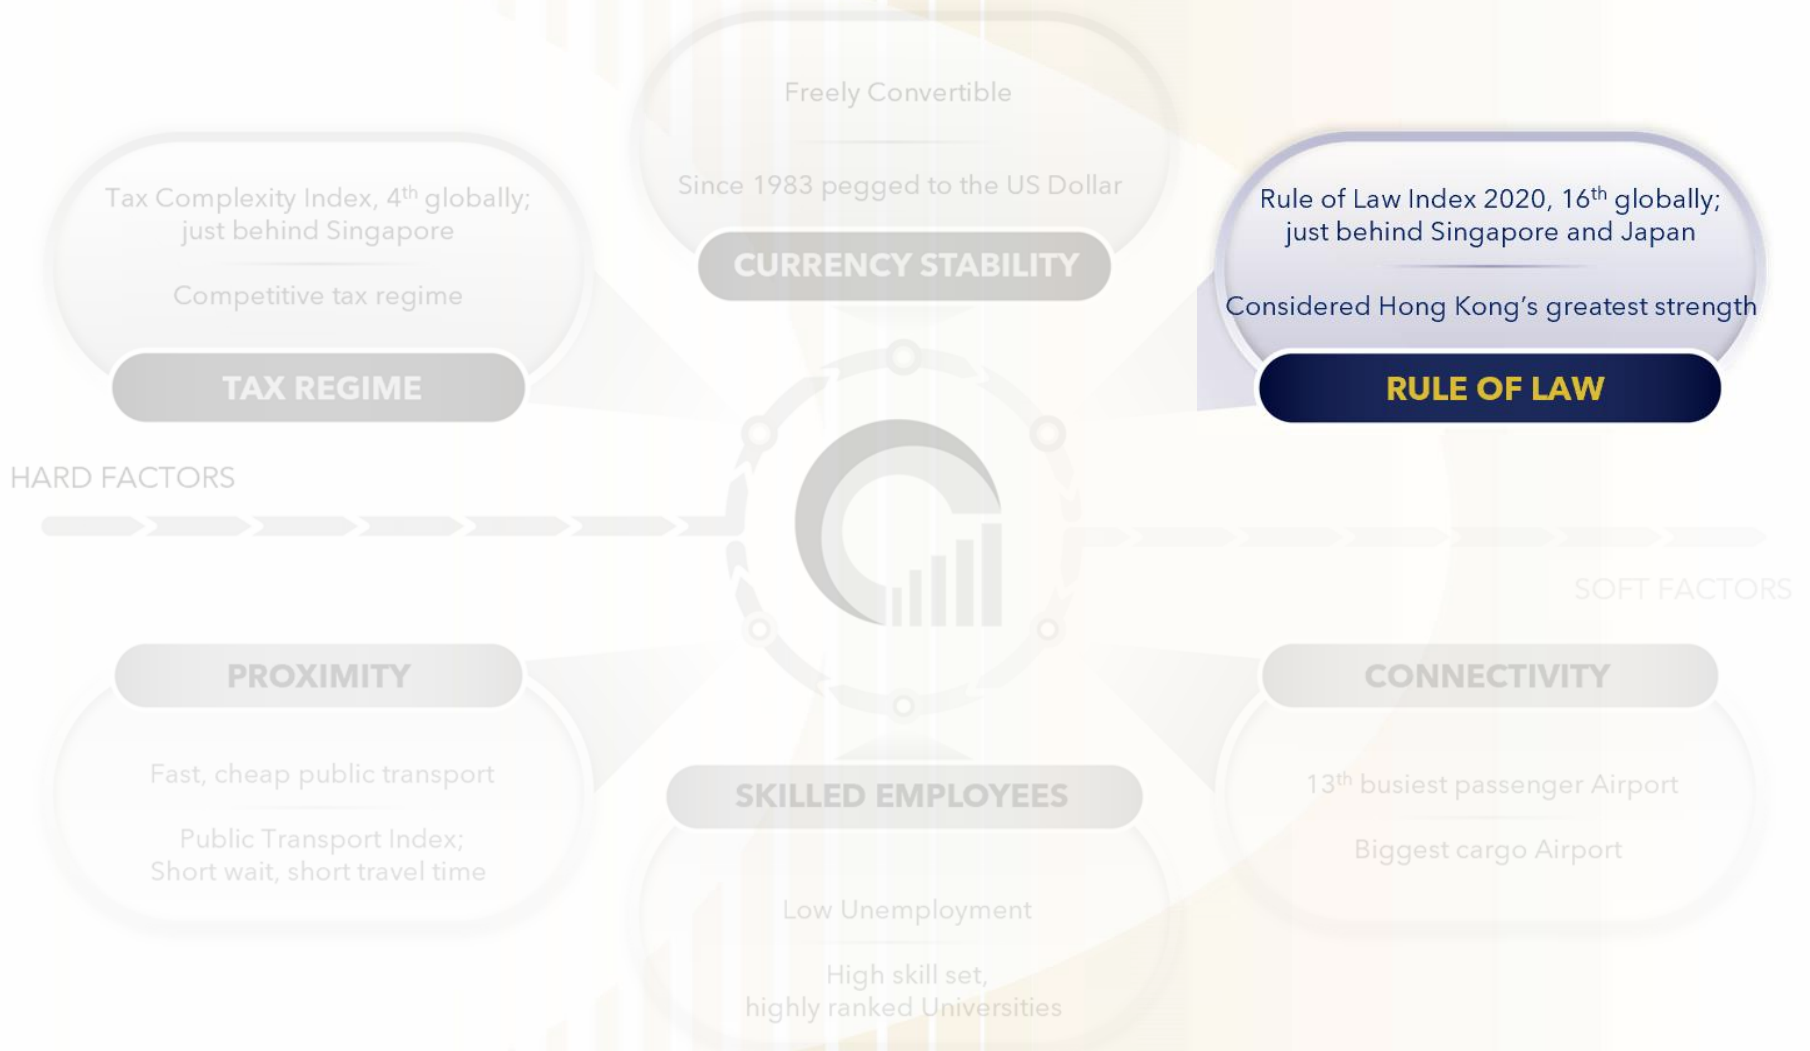 Freely Convertible
Since 1983 pegged to the US Dollar
CURRENCY STABILITY
Tax Complexity Index, 4th globally;
just behind Singapore
Competitive tax regime
TAX REGIME
Rule of Law Index 2020, 16th globally;
just behind Singapore and Japan
Considered Hong Kong's greatest strength
RULE OF LAW
HARD FACTORS
SOFT FACTORS
PROXIMITY
Fast, cheap public transport
Public Transport Index;
Short wait, short travel time
SKILLED EMPLOYEES
Low Unemployment
High skill set,
highly ranked Universities
CONNECTIVITY
13th busiest passenger Airport
Biggest cargo Airport